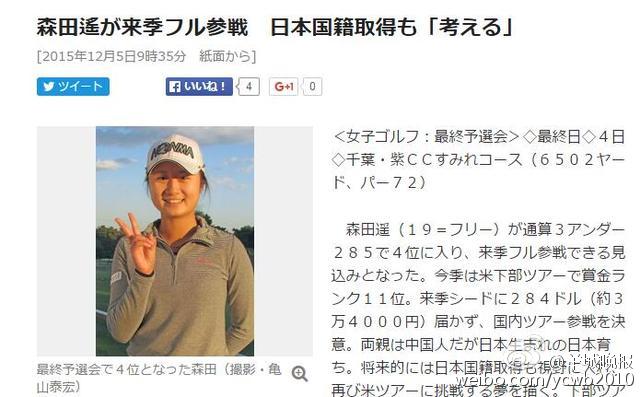 森田遙が来季フル参戦　日本国籍取得も「考える」
[2015年12月5日9時35分　紙面から]
ツイート
いいね！
4
G+1
0
HONMA
＜女子ゴルフ：最終予選会＞◇最終日◇４日
◇千葉・紫ＣＣすみれコース（６５０２ヤー
ド、パー７２）
森田遥（１９＝フリー）が通算３アンダー
２８５で４位に入り、来季フル参戦できる見
込みとなった。今季は米下部ツアーで賞金ラ
ンク１１位。来季シードに２８４ドル（約３
万４０００円）届かず、国内ツアー参戦を決
意。両親は中国人だが日本生まれの日本育
ち。将来的には日本国籍取得も視野に入れ、
再び米ツアーに挑戦する夢を描く。下部ツア
最終予選会で４位となった森田（撮影・亀
山泰宏）
@羊城晚报
weibo.com/ycwb2010